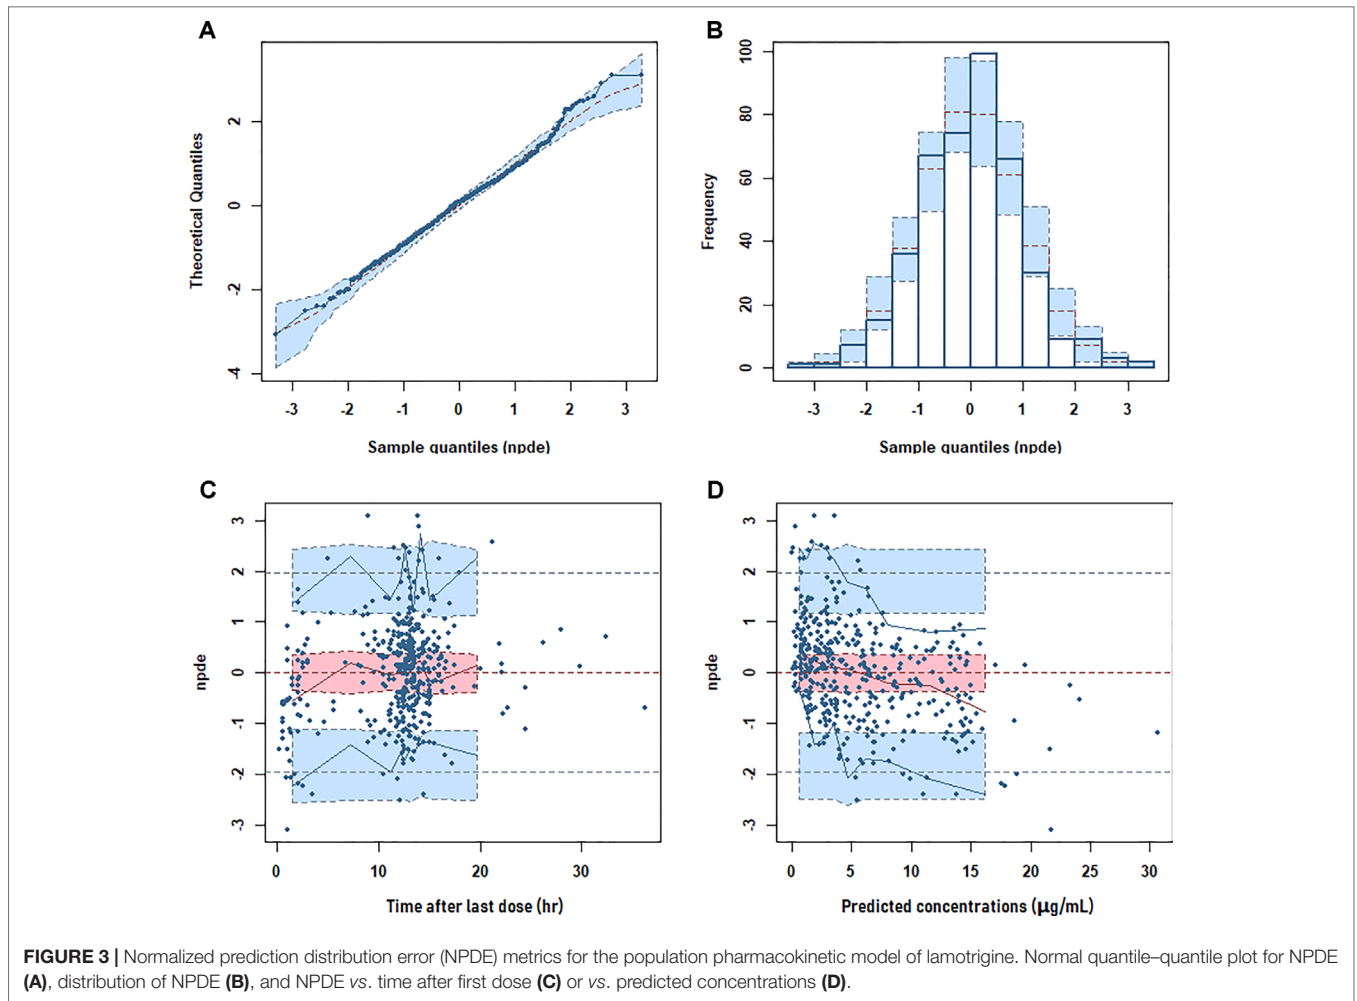 A
Theoretical Quantiles
2
0
-2
-4
-3 -2 -1 0 1 2 3
Sample quantiles (npde)
B
Frequency
100
80
60
40
20
0
-3 -2 -1 0 1 2 3
Sample quantiles (npde)
C
npde
3
2
1
0
-1
-2
-3
0 10 20 30
Time after last dose (hr)
D
npde
3
2
1
0
-1
-2
-3
0 5 10 15 20 25 30
Predicted concentrations (μg/mL)
FIGURE 3 | Normalized prediction distribution error (NPDE) metrics for the population pharmacokinetic model of lamotrigine. Normal quantile–quantile plot for NPDE
(A), distribution of NPDE (B), and NPDE vs. time after first dose (C) or vs. predicted concentrations (D).